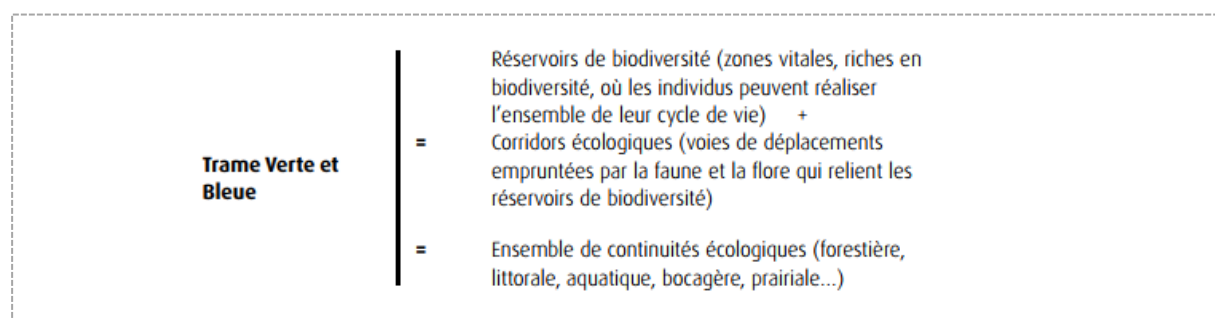 Trame Verte et
Bleue
Réservoirs de biodiversité (zones vitales, riches en
biodiversité, où les individus peuvent réaliser
l'ensemble de leur cycle de vie) +
= Corridors écologiques (voies de déplacements
empruntées par la faune et la flore qui relient les
réservoirs de biodiversité)
= Ensemble de continuités écologiques (forestière,
littorale, aquatique, bocagère, prairiale...)